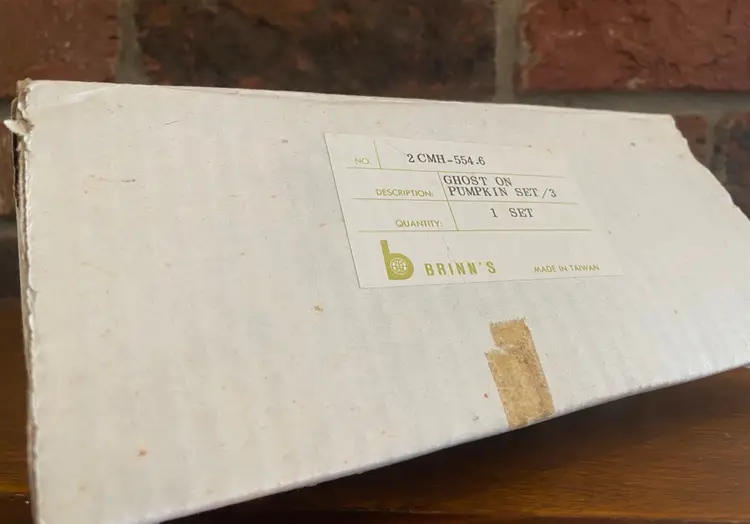 NO. 2 CMH-554.6
DESCRIPTION: GHOST ON
PUMPKIN SET/3
QUANTITY: 1 SET
b BRINN'S MADE IN TAIWAN